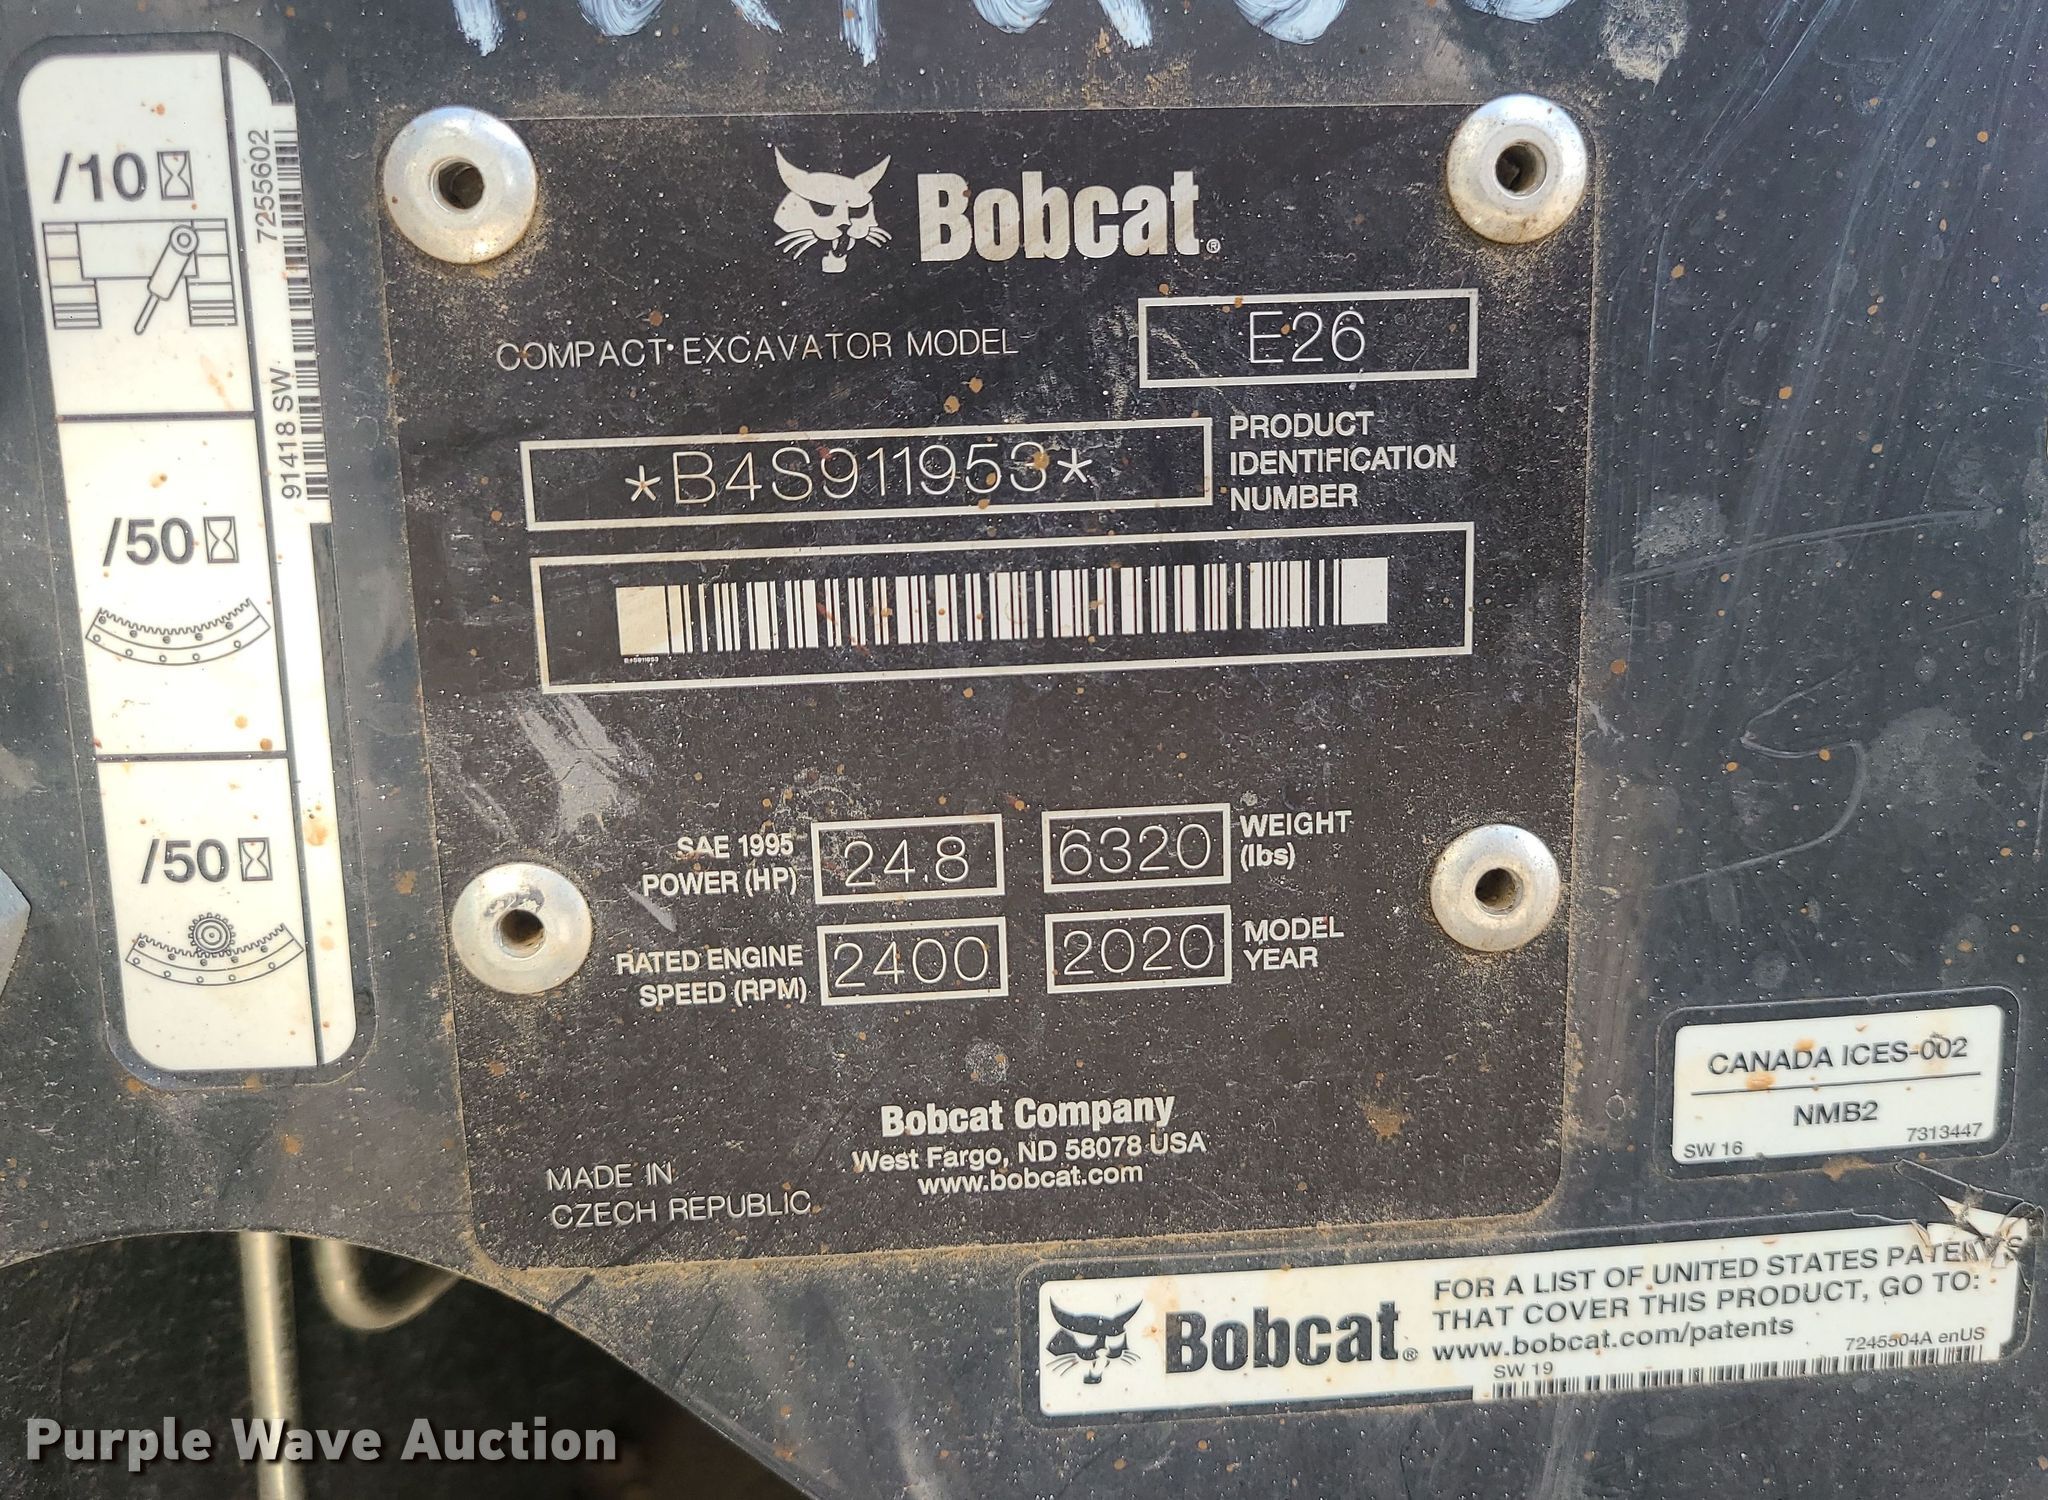 /10
7255602
91418 SW
/50
/50
Bobcat®
COMPACT EXCAVATOR MODEL
E26
*B4S911953*
PRODUCT
IDENTIFICATION
NUMBER
B4S911953
SAE 1995
POWER (HP)
24.8
6320
WEIGHT
(lbs)
RATED ENGINE
SPEED (RPM)
2400
2020
MODEL
YEAR
Bobcat Company
West Fargo, ND 58078 USA
www.bobcat.com
MADE IN
CZECH REPUBLIC
CANADA ICES-002
NMB2
SW 16
7313447
Bobcat®
FOR A LIST OF UNITED STATES PATENTS
THAT COVER THIS PRODUCT, GO TO:
www.bobcat.com/patents
7245504A enUS
SW 19
Purple Wave Auction